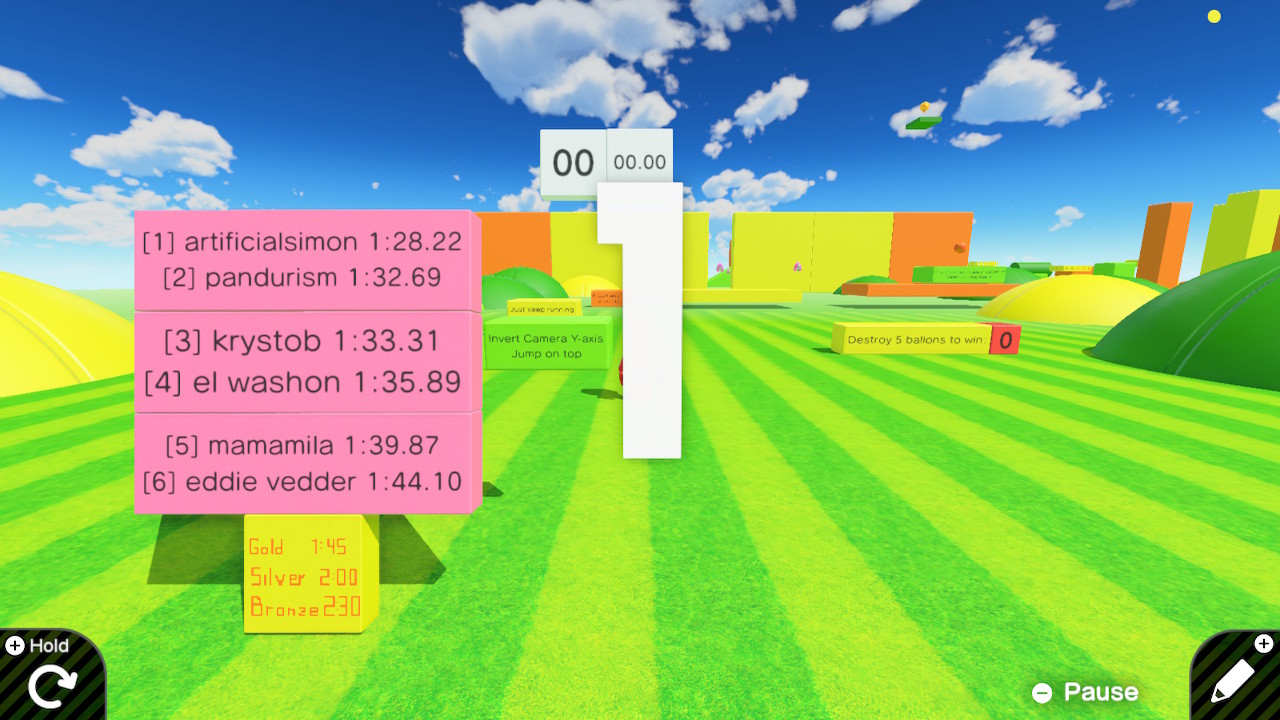 00 00.00
1
[1] artificialsimon 1:28.22
[2] pandurism 1:32.69
[3] krystob 1:33.31
[4] el washon 1:35.89
[5] mamamila 1:39.87
[6] eddie vedder 1:44.10
Just keep running
Invert Camera Y-axis
Jump on top
Destroy 5 ballons to win: 0
Gold 1:45
Silver 2:00
Bronze 230
Hold
Pause